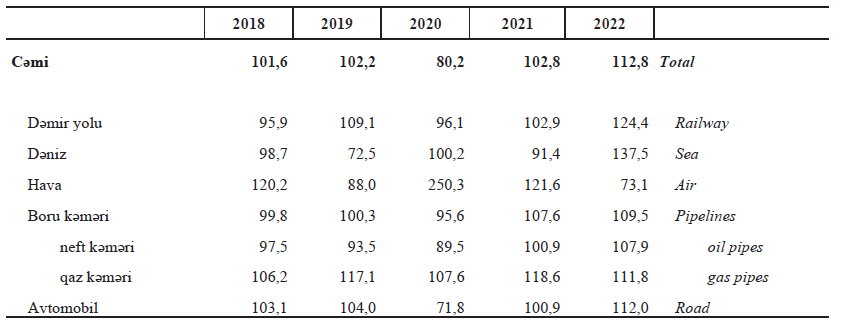 2018 2019 2020 2021 2022
Cəmi 101,6 102,2 80,2 102,8 112,8 Total
Dəmir yolu 95,9 109,1 96,1 102,9 124,4 Railway
Dəniz 98,7 72,5 100,2 91,4 137,5 Sea
Hava 120,2 88,0 250,3 121,6 73,1 Air
Boru kəməri 99,8 100,3 95,6 107,6 109,5 Pipelines
neft kəməri 97,5 93,5 89,5 100,9 107,9 oil pipes
qaz kəməri 106,2 117,1 107,6 118,6 111,8 gas pipes
Avtomobil 103,1 104,0 71,8 100,9 112,0 Road